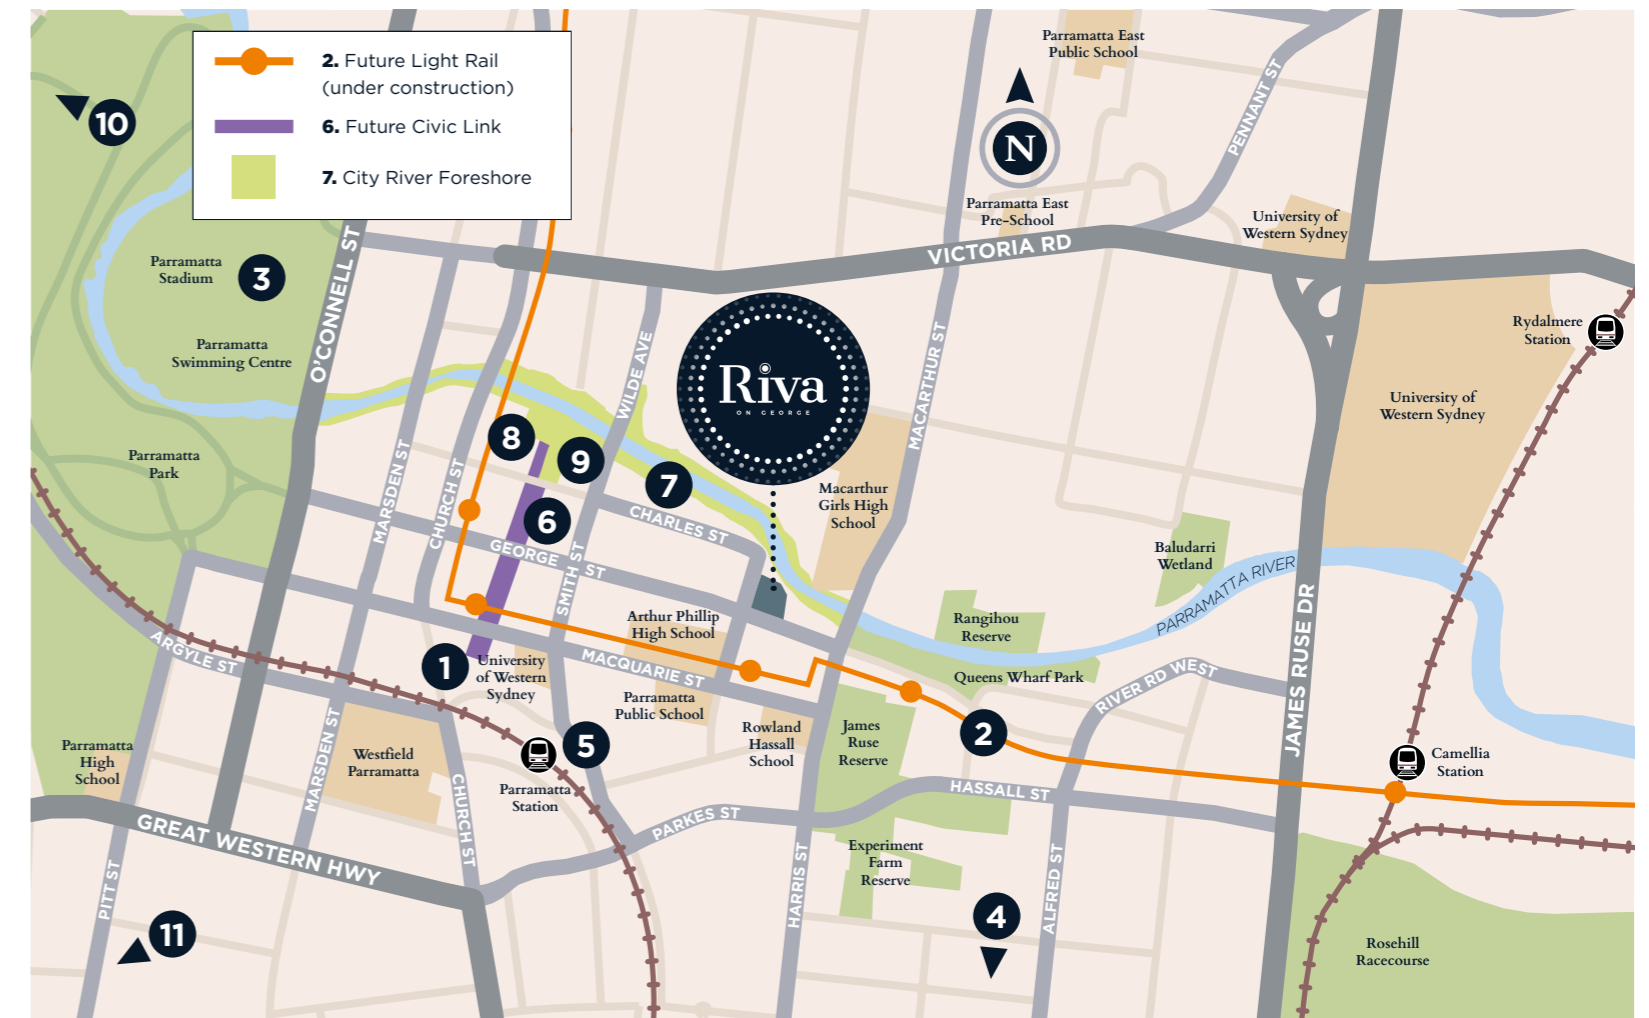 2. Future Light Rail
(under construction)
6. Future Civic Link
7. City River Foreshore
Parramatta East
Public School
PENNANT ST
10
N
Parramatta East
Pre-School
University of
Western Sydney
VICTORIA RD
Parramatta
Stadium
3
O'CONNELL ST
Parramatta
Swimming Centre
Rydalmere
Station
WILDE AVE
Riva
ON GEORGE
MACARTHUR ST
University of
Western Sydney
8
9
7
Parramatta
Park
MARSDEN ST
CHURCH ST
6
CHARLES ST
Macarthur
Girls High
School
GEORGE ST
SMITH ST
Baludarri
Wetland
PARRAMATTA RIVER
Arthur Phillip
High School
Rangihou
Reserve
JAMES RUSE DR
ARGYLE ST
1
University
of Western
Sydney
MACQUARIE ST
Queens Wharf Park
RIVER RD WEST
Parramatta
Public School
Rowland
Hassall
School
James
Ruse
Reserve
2
5
Parramatta
High
School
MARSDEN ST
Westfield
Parramatta
Parramatta
Station
Camellia
Station
CHURCH ST
HASSALL ST
PARKES ST
GREAT WESTERN HWY
Experiment
Farm
Reserve
PITT ST
HARRIS ST
ALFRED ST
4
11
Rosehill
Racecourse